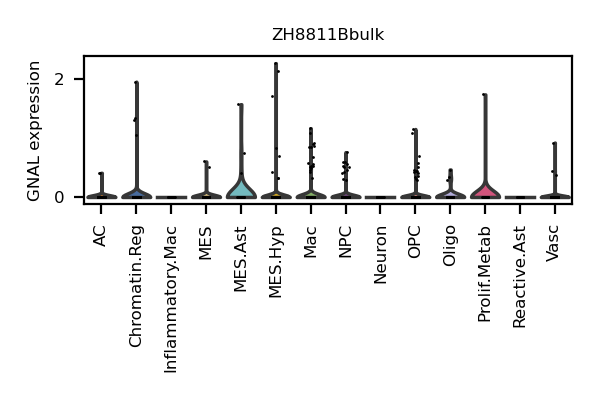 ZH8811Bbulk
GNAL expression
2
0
AC
Chromatin.Reg
Inflammatory.Mac
MES
MES.Ast
MES.Hyp
Mac
NPC
Neuron
OPC
Oligo
Prolif.Metab
Reactive.Ast
Vasc